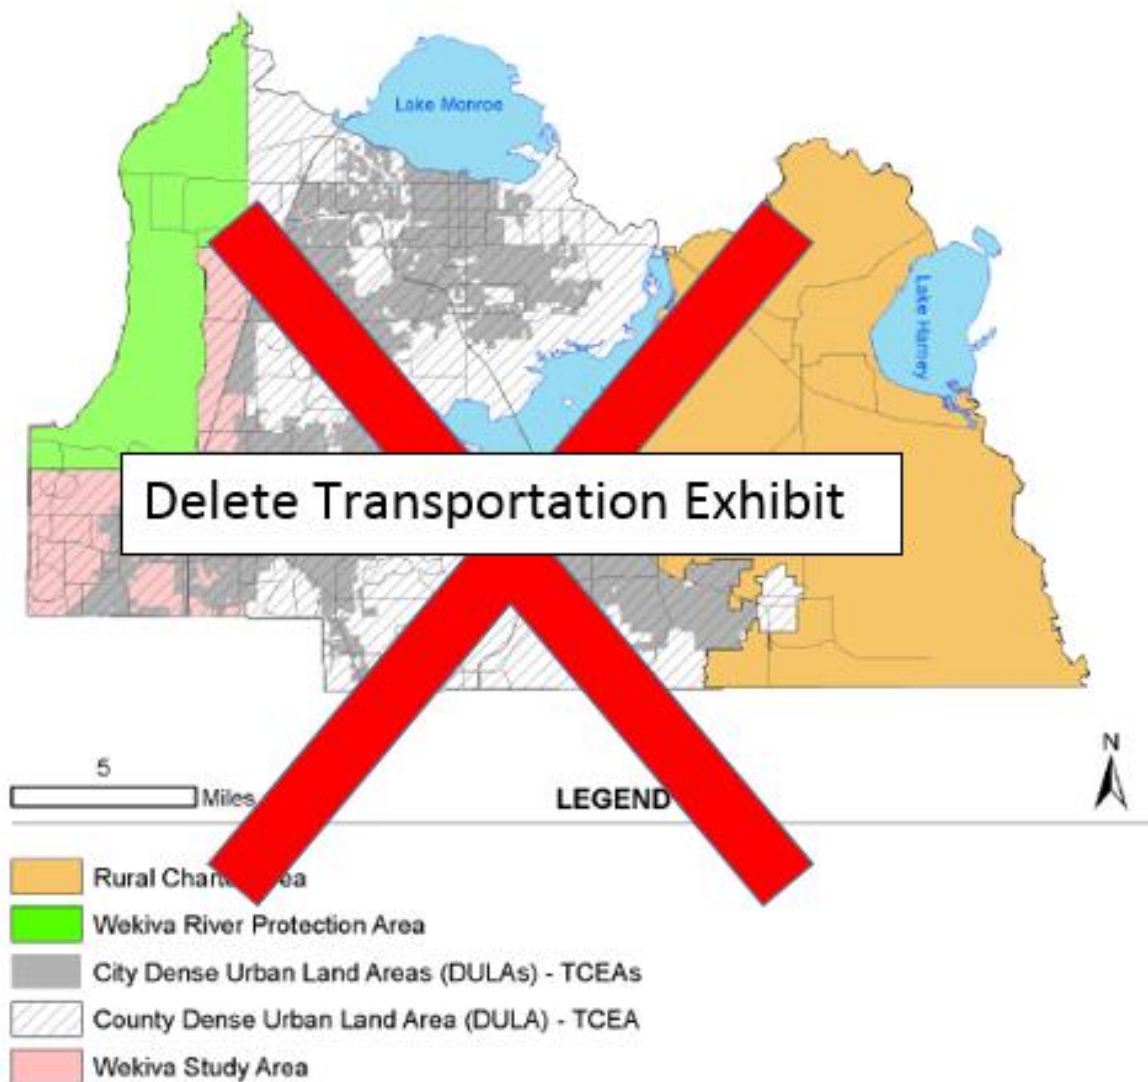 Lake Monroe
Lake Harney
Delete Transportation Exhibit
N
5
Miles
LEGEND
Rural Area
Wekiva River Protection Area
City Dense Urban Land Areas (DULAs) - TCEAs
County Dense Urban Land Area (DULA) - TCEA
Wekiva Study Area